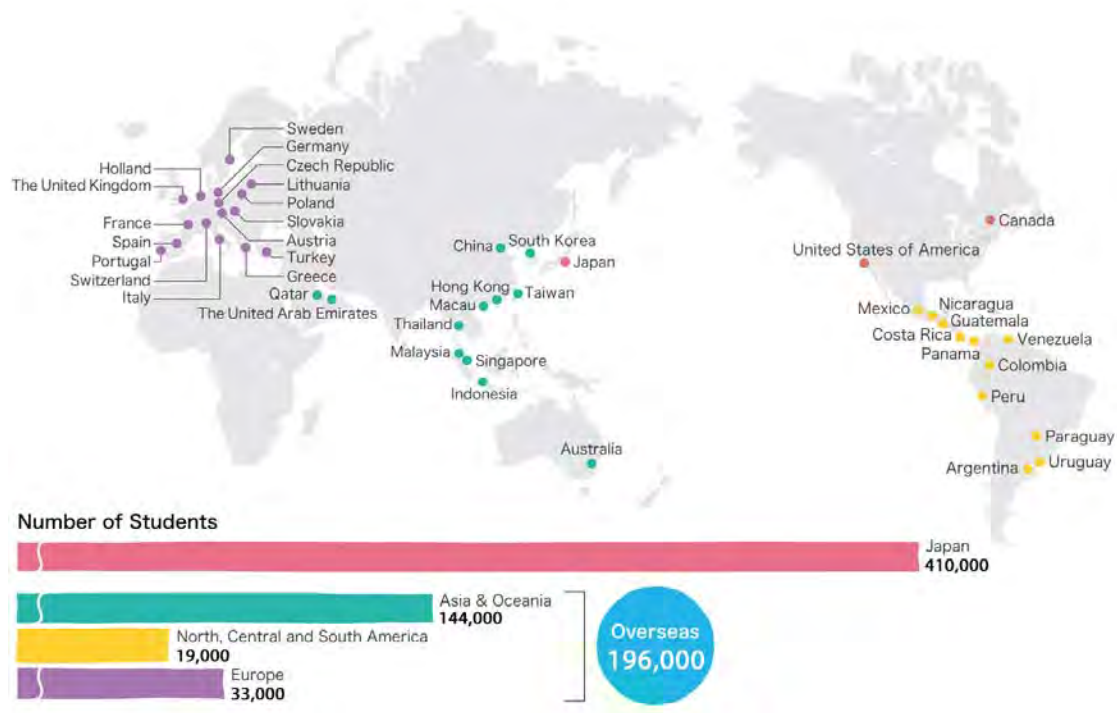 Sweden
Germany
Czech Republic
Holland
Lithuania
The United Kingdom
Poland
France
Slovakia
Spain
Austria
Portugal
Turkey
Switzerland
Greece
Italy
Qatar
The United Arab Emirates
China
South Korea
Japan
Hong Kong
Taiwan
Macau
Thailand
Malaysia
Singapore
Indonesia
Australia
Canada
United States of America
Mexico
Nicaragua
Guatemala
Costa Rica
Venezuela
Panama
Colombia
Peru
Paraguay
Uruguay
Argentina
Number of Students
Japan
410,000
Asia & Oceania
144,000
North, Central and South America
19,000
Europe
33,000
Overseas
196,000